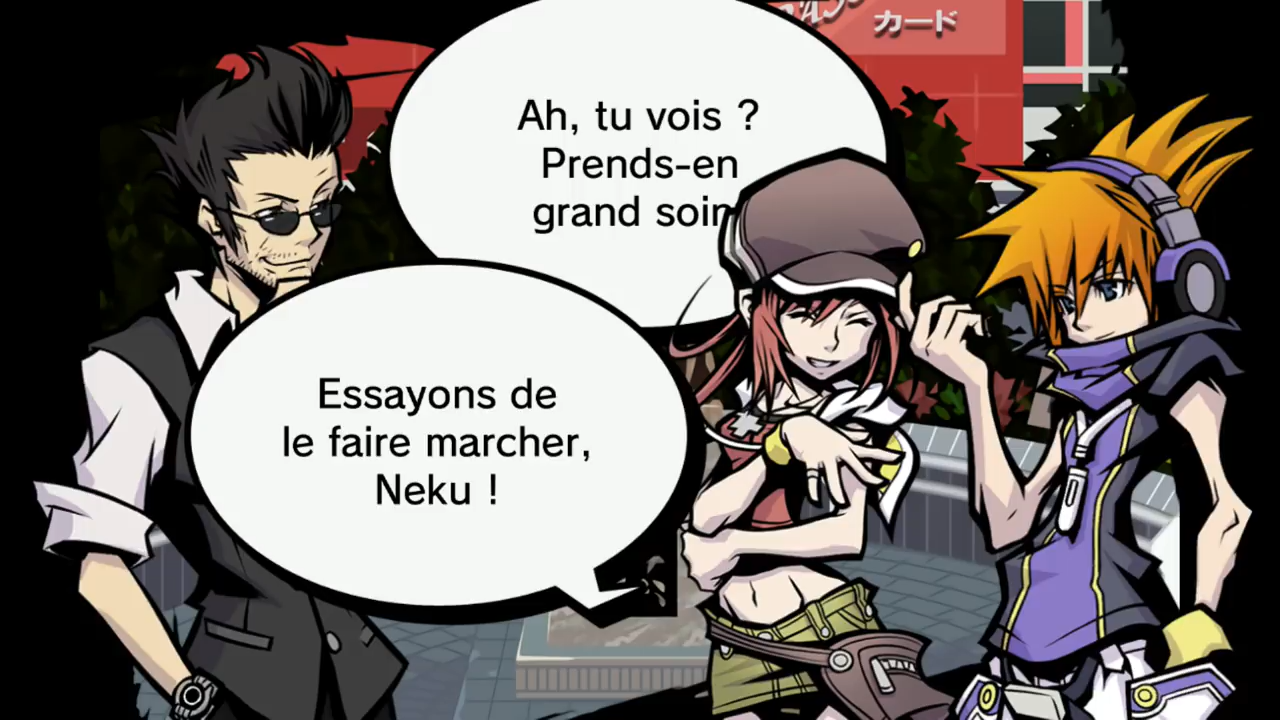 カード
Ah, tu vois ?
Prends-en
grand soin
Essayons de
le faire marcher,
Neku !